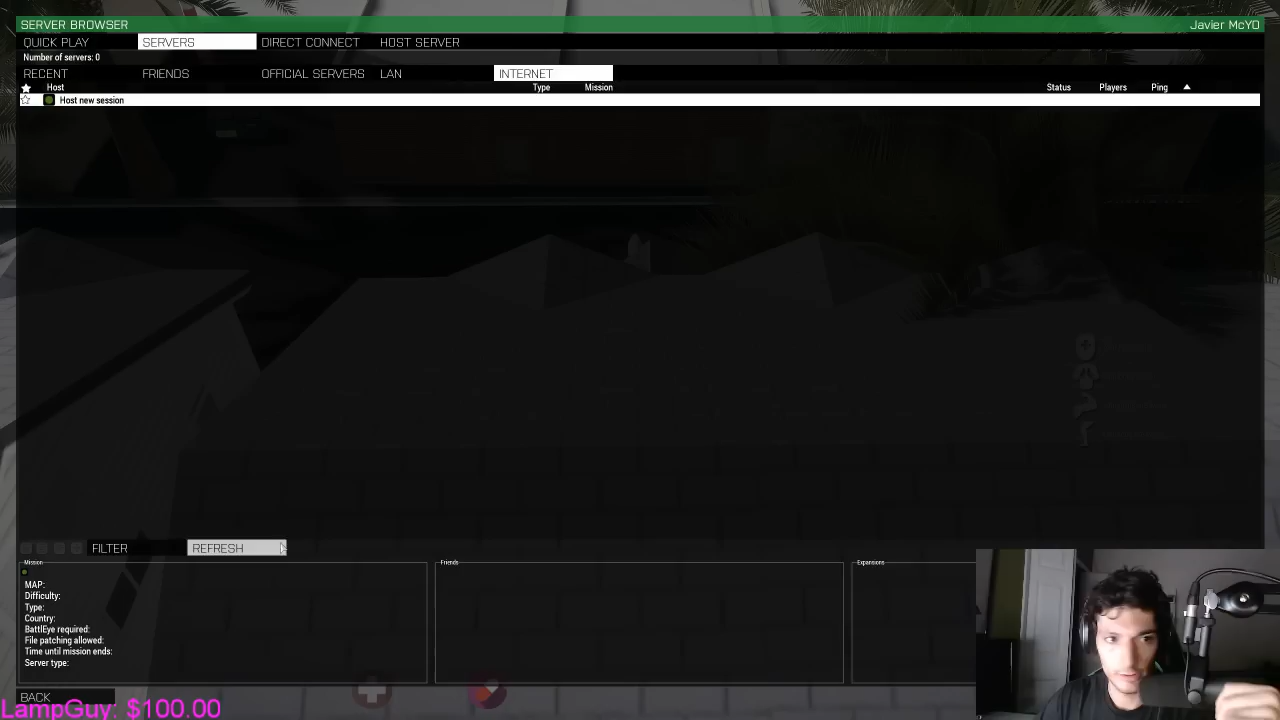 SERVER BROWSER
Javier McYO
QUICK PLAY
SERVERS
DIRECT CONNECT
HOST SERVER
Number of servers: 0
RECENT
FRIENDS
OFFICIAL SERVERS
LAN
INTERNET
Host
Type
Mission
Status
Players
Ping
Host new session
FILTER
REFRESH
Mission
Friends
Expansions
MAP:
Difficulty:
Type:
Country:
BattlEye required:
File patching allowed:
Time until mission ends:
Server type:
BACK
LampGuy: $100.00